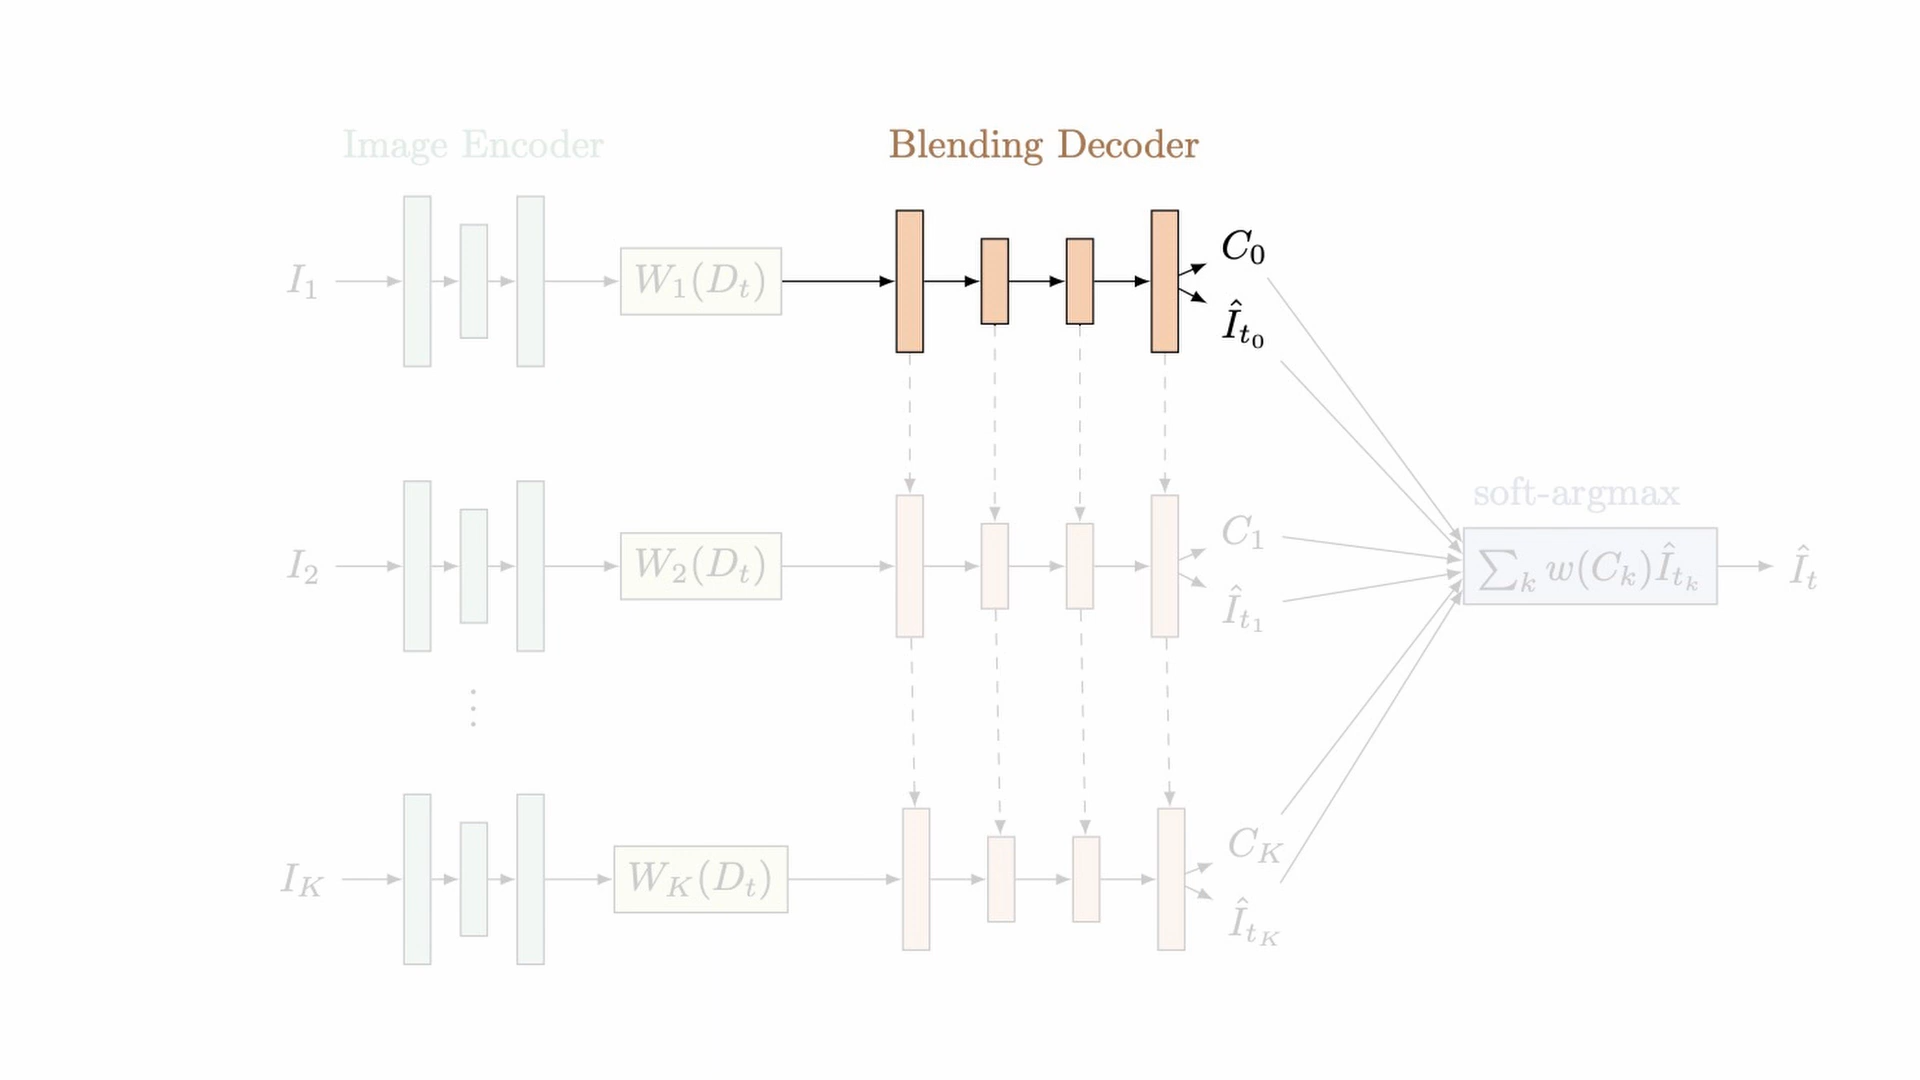 Image Encoder
Blending Decoder
I_1
W_1(D_t)
C_0
Î_{t_0}
soft-argmax
I_2
W_2(D_t)
C_1
Î_{t_1}
∑_k w(C_k)Î_{t_k}
Î_t
⋮
I_K
W_K(D_t)
C_K
Î_{t_K}